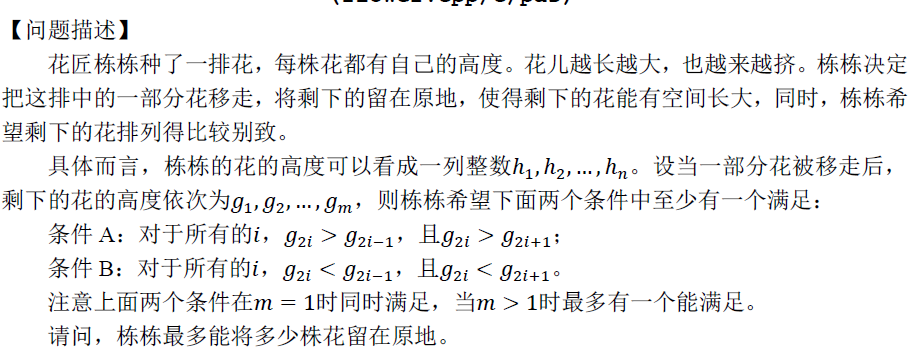 (flower.cpp/c/pas)
【问题描述】
花匠栋栋种了一排花，每株花都有自己的高度。花儿越长越大，也越来越挤。栋栋决定
把这排中的一部分花移走，将剩下的留在原地，使得剩下的花能有空间长大，同时，栋栋希
望剩下的花排列得比较别致。
具体而言，栋栋的花的高度可以看成一列整数h₁, h₂, … , hₙ。设当一部分花被移走后，
剩下的花的高度依次为g₁, g₂, … , gₘ，则栋栋希望下面两个条件中至少有一个满足：
条件 A：对于所有的i，g₂ᵢ > g₂ᵢ₋₁，且g₂ᵢ > g₂ᵢ₊₁；
条件 B：对于所有的i，g₂ᵢ < g₂ᵢ₋₁，且g₂ᵢ < g₂ᵢ₊₁。
注意上面两个条件在m = 1时同时满足，当m > 1时最多有一个能满足。
请问，栋栋最多能将多少株花留在原地。